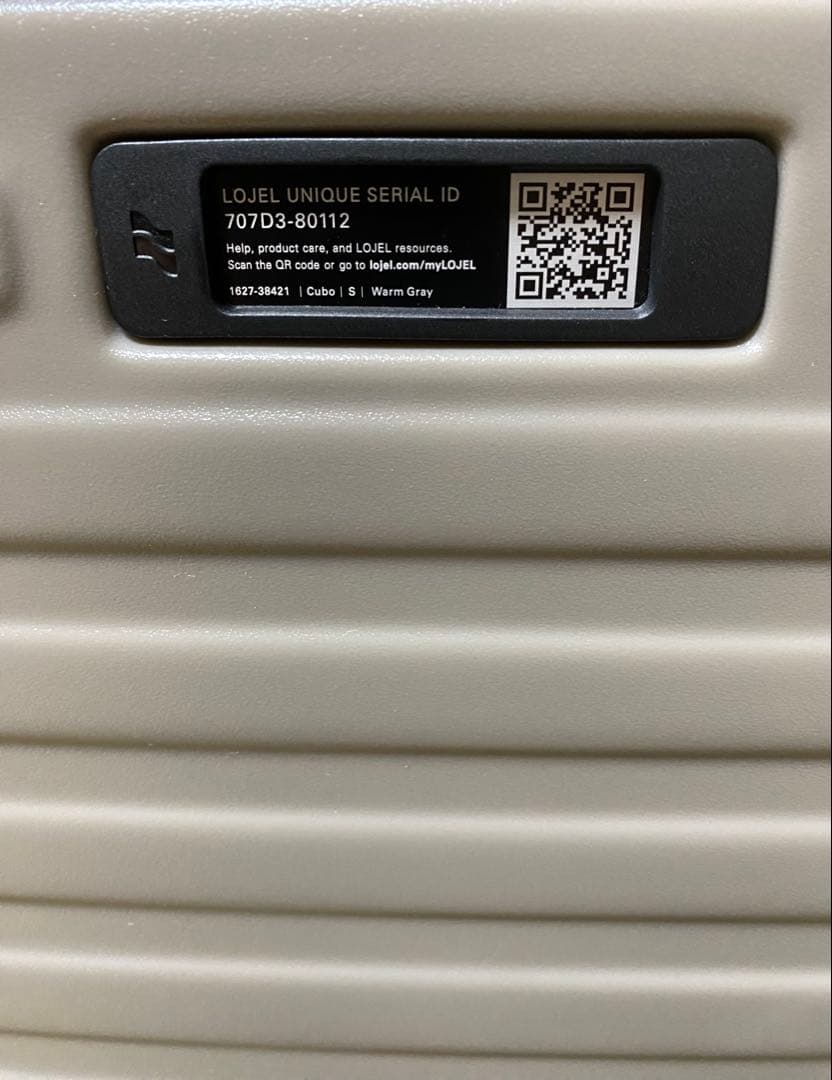 LOJEL UNIQUE SERIAL ID
707D3-80112
Help, product care, and LOJEL resources.
Scan the QR code or go to lojel.com/myLOJEL
1627-38421 | Cubo | S | Warm Gray